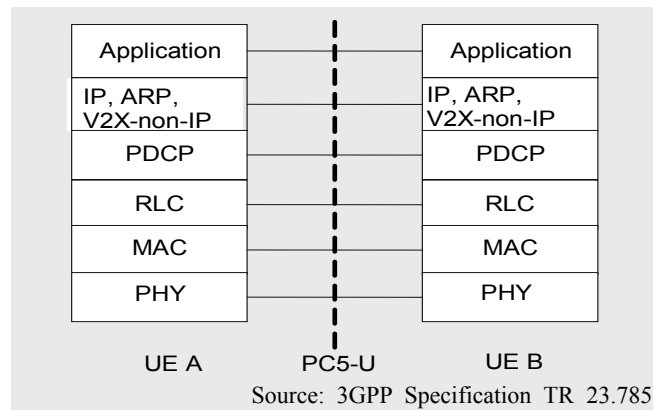 Application
Application
IP, ARP,
V2X-non-IP
IP, ARP,
V2X-non-IP
PDCP
PDCP
RLC
RLC
MAC
MAC
PHY
PHY
UE A
PC5-U
UE B
Source: 3GPP Specification TR 23.785